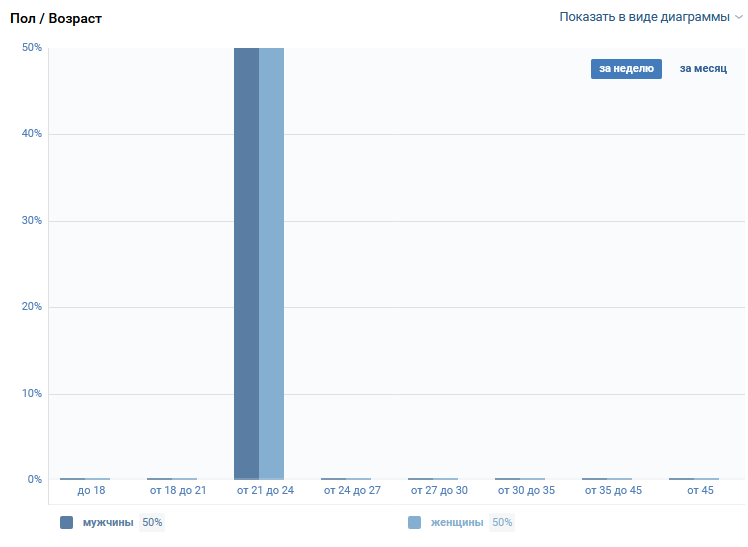 Пол / Возраст
Показать в виде диаграммы
50%
за неделю
за месяц
40%
30%
20%
10%
0%
до 18
от 18 до 21
от 21 до 24
от 24 до 27
от 27 до 30
от 30 до 35
от 35 до 45
от 45
мужчины 50%
женщины 50%